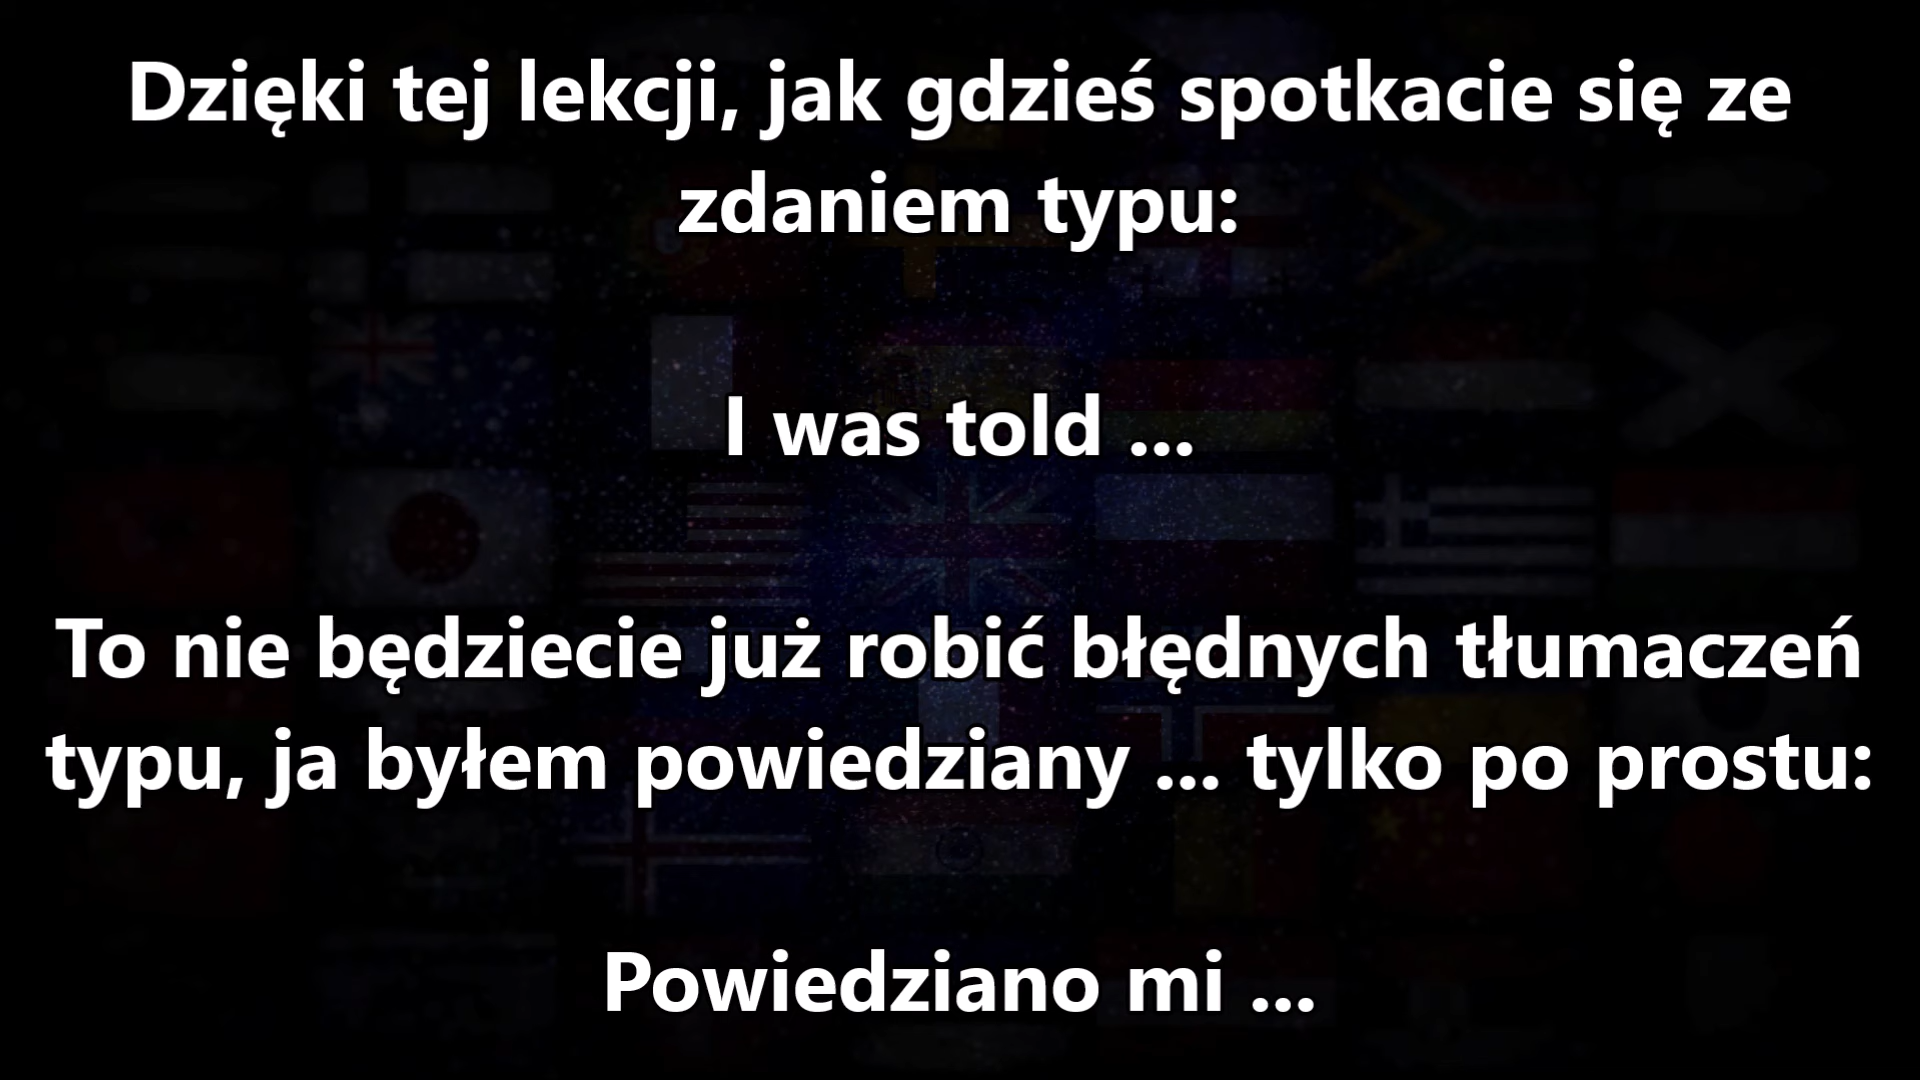 Dzięki tej lekcji, jak gdzieś spotkacie się ze
zdaniem typu:
I was told ...
To nie będziecie już robić błędnych tłumaczeń
typu, ja byłem powiedziany ... tylko po prostu:
Powiedziano mi ...